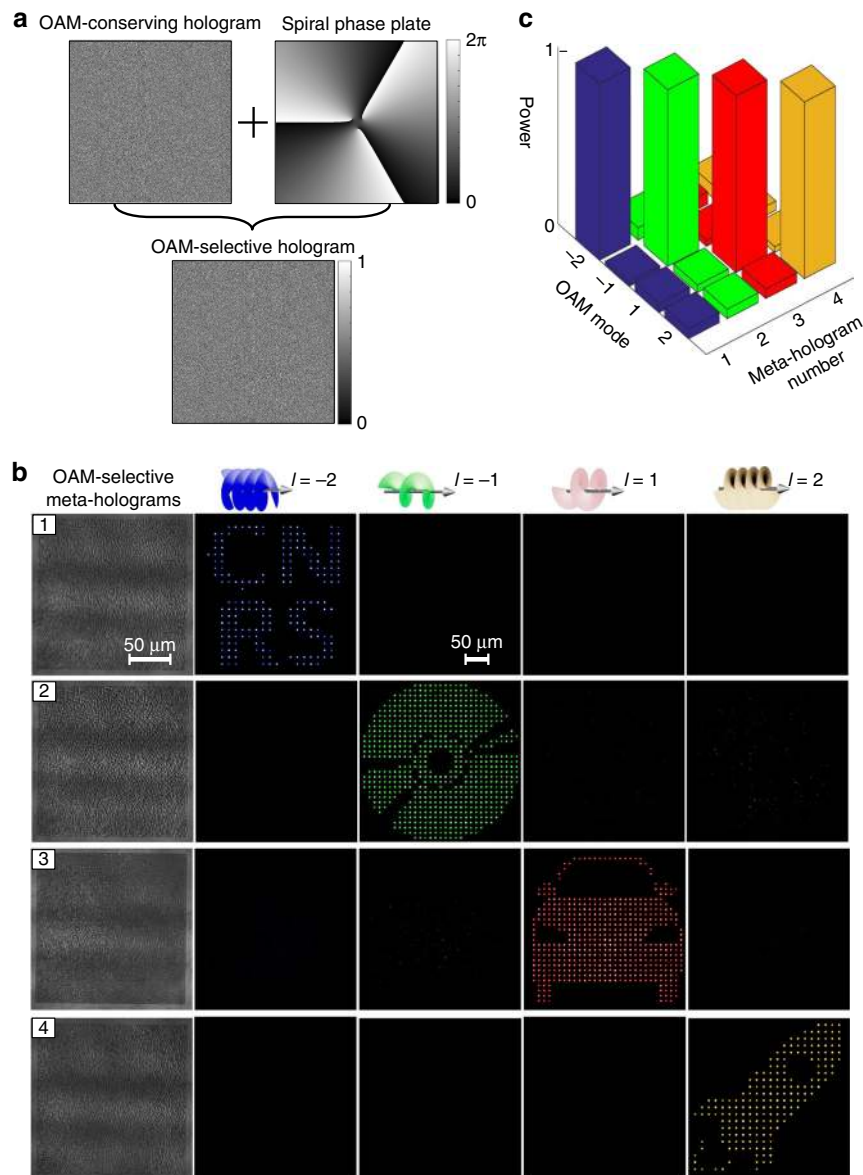 a
OAM-conserving hologram
Spiral phase plate
2π
0
OAM-selective hologram
1
0
c
1
Power
0
–2
–1
1
2
OAM mode
1
2
3
4
Meta-hologram
number
b
OAM-selective
meta-holograms
l = –2
l = –1
l = 1
l = 2
1
50 μm
CN
RS
50 μm
2
3
4